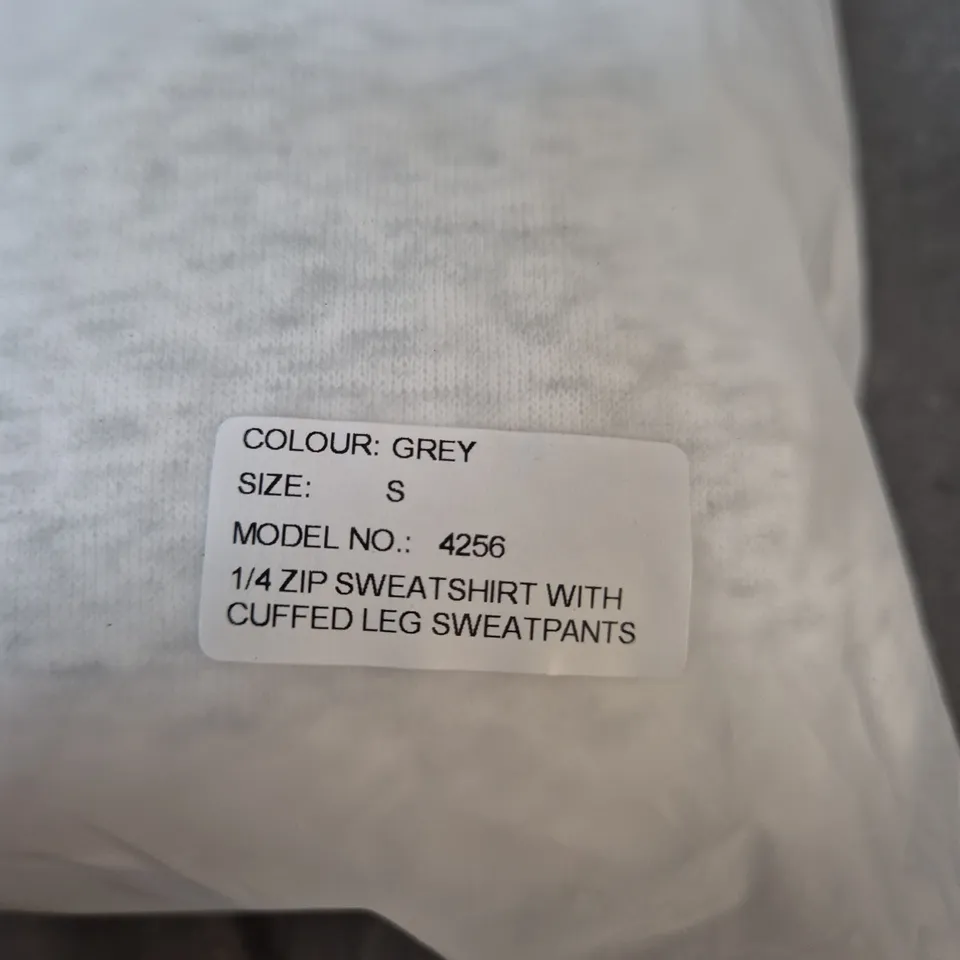 COLOUR: GREY
SIZE: S
MODEL NO.: 4256
1/4 ZIP SWEATSHIRT WITH
CUFFED LEG SWEATPANTS